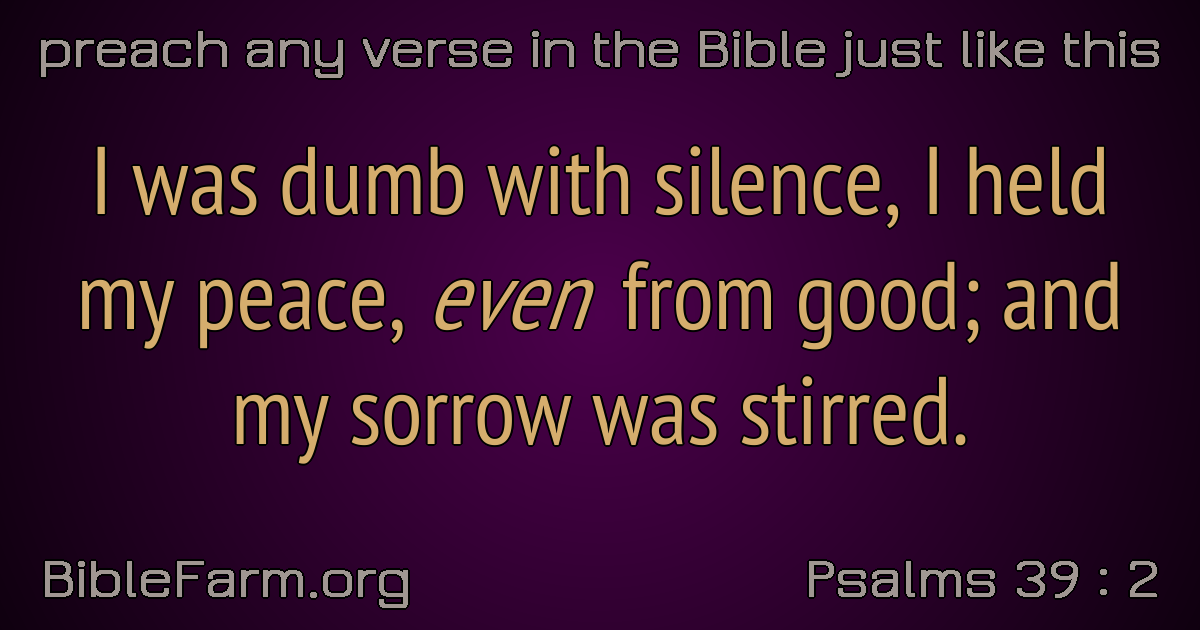 preach any verse in the Bible just like this
I was dumb with silence, I held
my peace, even from good; and
my sorrow was stirred.
BibleFarm.org
Psalms 39 : 2